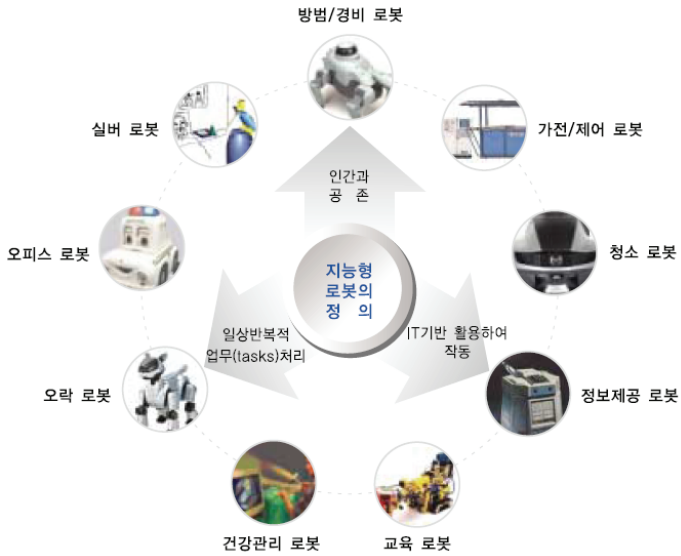 방범/경비 로봇
실버 로봇
가전/제어 로봇
인간과
공 존
오피스 로봇
청소 로봇
지능형
로봇의
정 의
일상반복적
업무(tasks)처리
IT기반 활용하여
작동
오락 로봇
정보제공 로봇
건강관리 로봇
교육 로봇